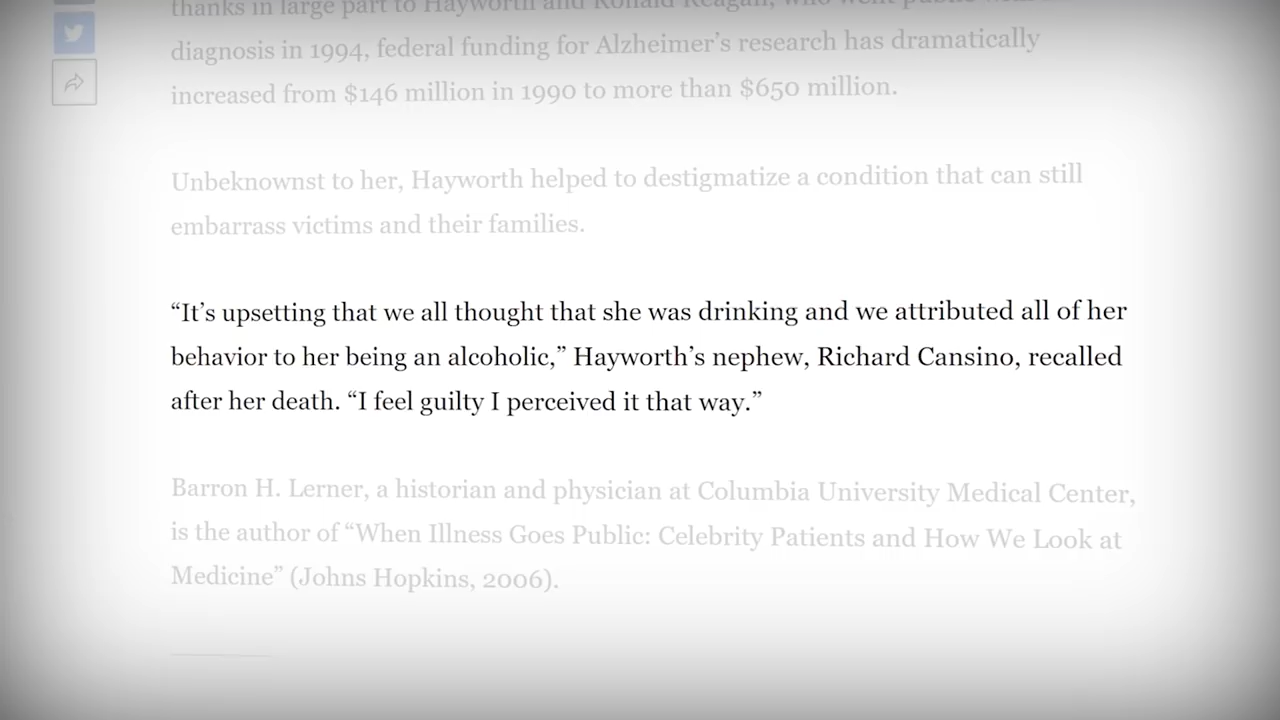 thanks in large part to Hayworth and Ronald Reagan, who went public with
diagnosis in 1994, federal funding for Alzheimer’s research has dramatically
increased from $146 million in 1990 to more than $650 million.
Unbeknownst to her, Hayworth helped to destigmatize a condition that can still
embarrass victims and their families.
“It’s upsetting that we all thought that she was drinking and we attributed all of her
behavior to her being an alcoholic,” Hayworth’s nephew, Richard Cansino, recalled
after her death. “I feel guilty I perceived it that way.”
Barron H. Lerner, a historian and physician at Columbia University Medical Center,
is the author of “When Illness Goes Public: Celebrity Patients and How We Look at
Medicine” (Johns Hopkins, 2006).